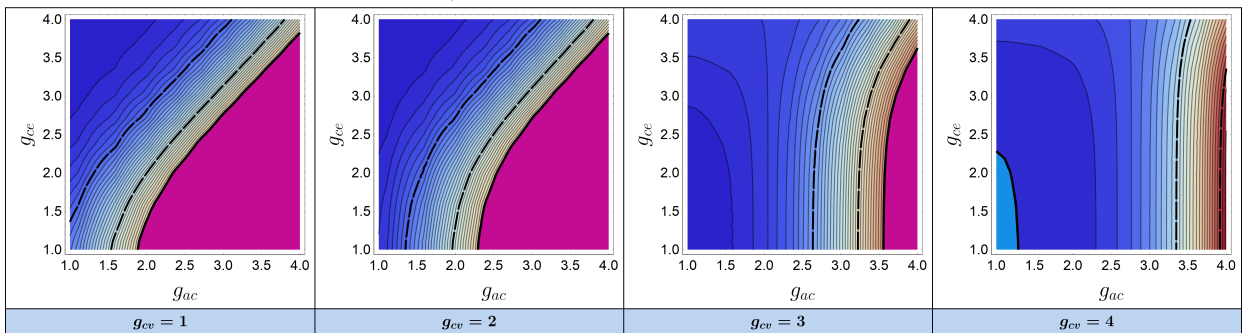 4.0 4.0 4.0 4.0
3.5 3.5 3.5 3.5
3.0 3.0 3.0 3.0
2.5 2.5 2.5 2.5
g_ce g_ce g_ce g_ce
2.0 2.0 2.0 2.0
1.5 1.5 1.5 1.5
1.0 1.0 1.0 1.0
1.0 1.5 2.0 2.5 3.0 3.5 4.0 1.0 1.5 2.0 2.5 3.0 3.5 4.0 1.0 1.5 2.0 2.5 3.0 3.5 4.0 1.0 1.5 2.0 2.5 3.0 3.5 4.0
g_ac g_ac g_ac g_ac
g_cv = 1 g_cv = 2 g_cv = 3 g_cv = 4